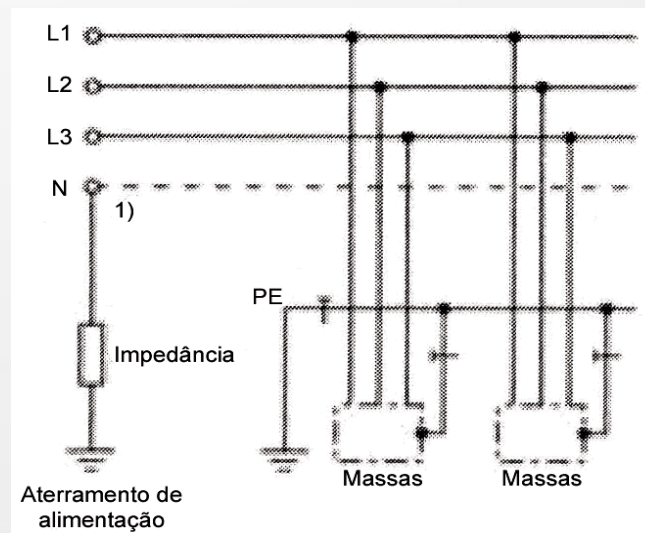 L1
L2
L3
N
1)
PE
Impedância
Massas
Massas
Aterramento de
alimentação